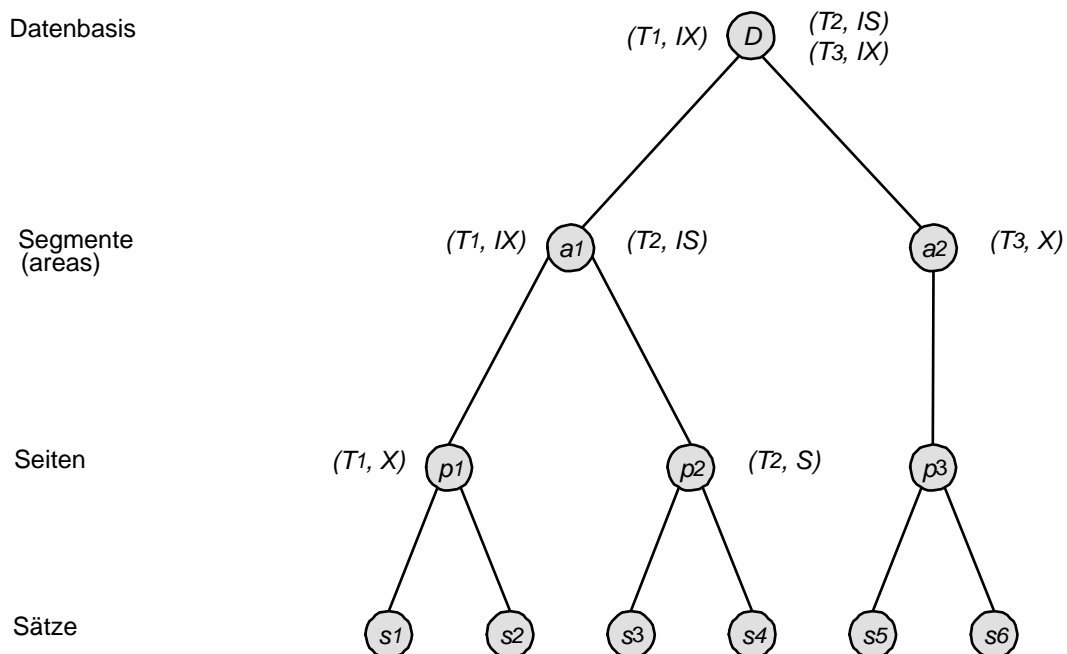 Datenbasis
(T1, IX)
D
(T2, IS)
(T3, IX)
Segmente
(areas)
(T1, IX)
a1
(T2, IS)
a2
(T3, X)
Seiten
(T1, X)
p1
p2
(T2, S)
p3
Sätze
s1
s2
s3
s4
s5
s6